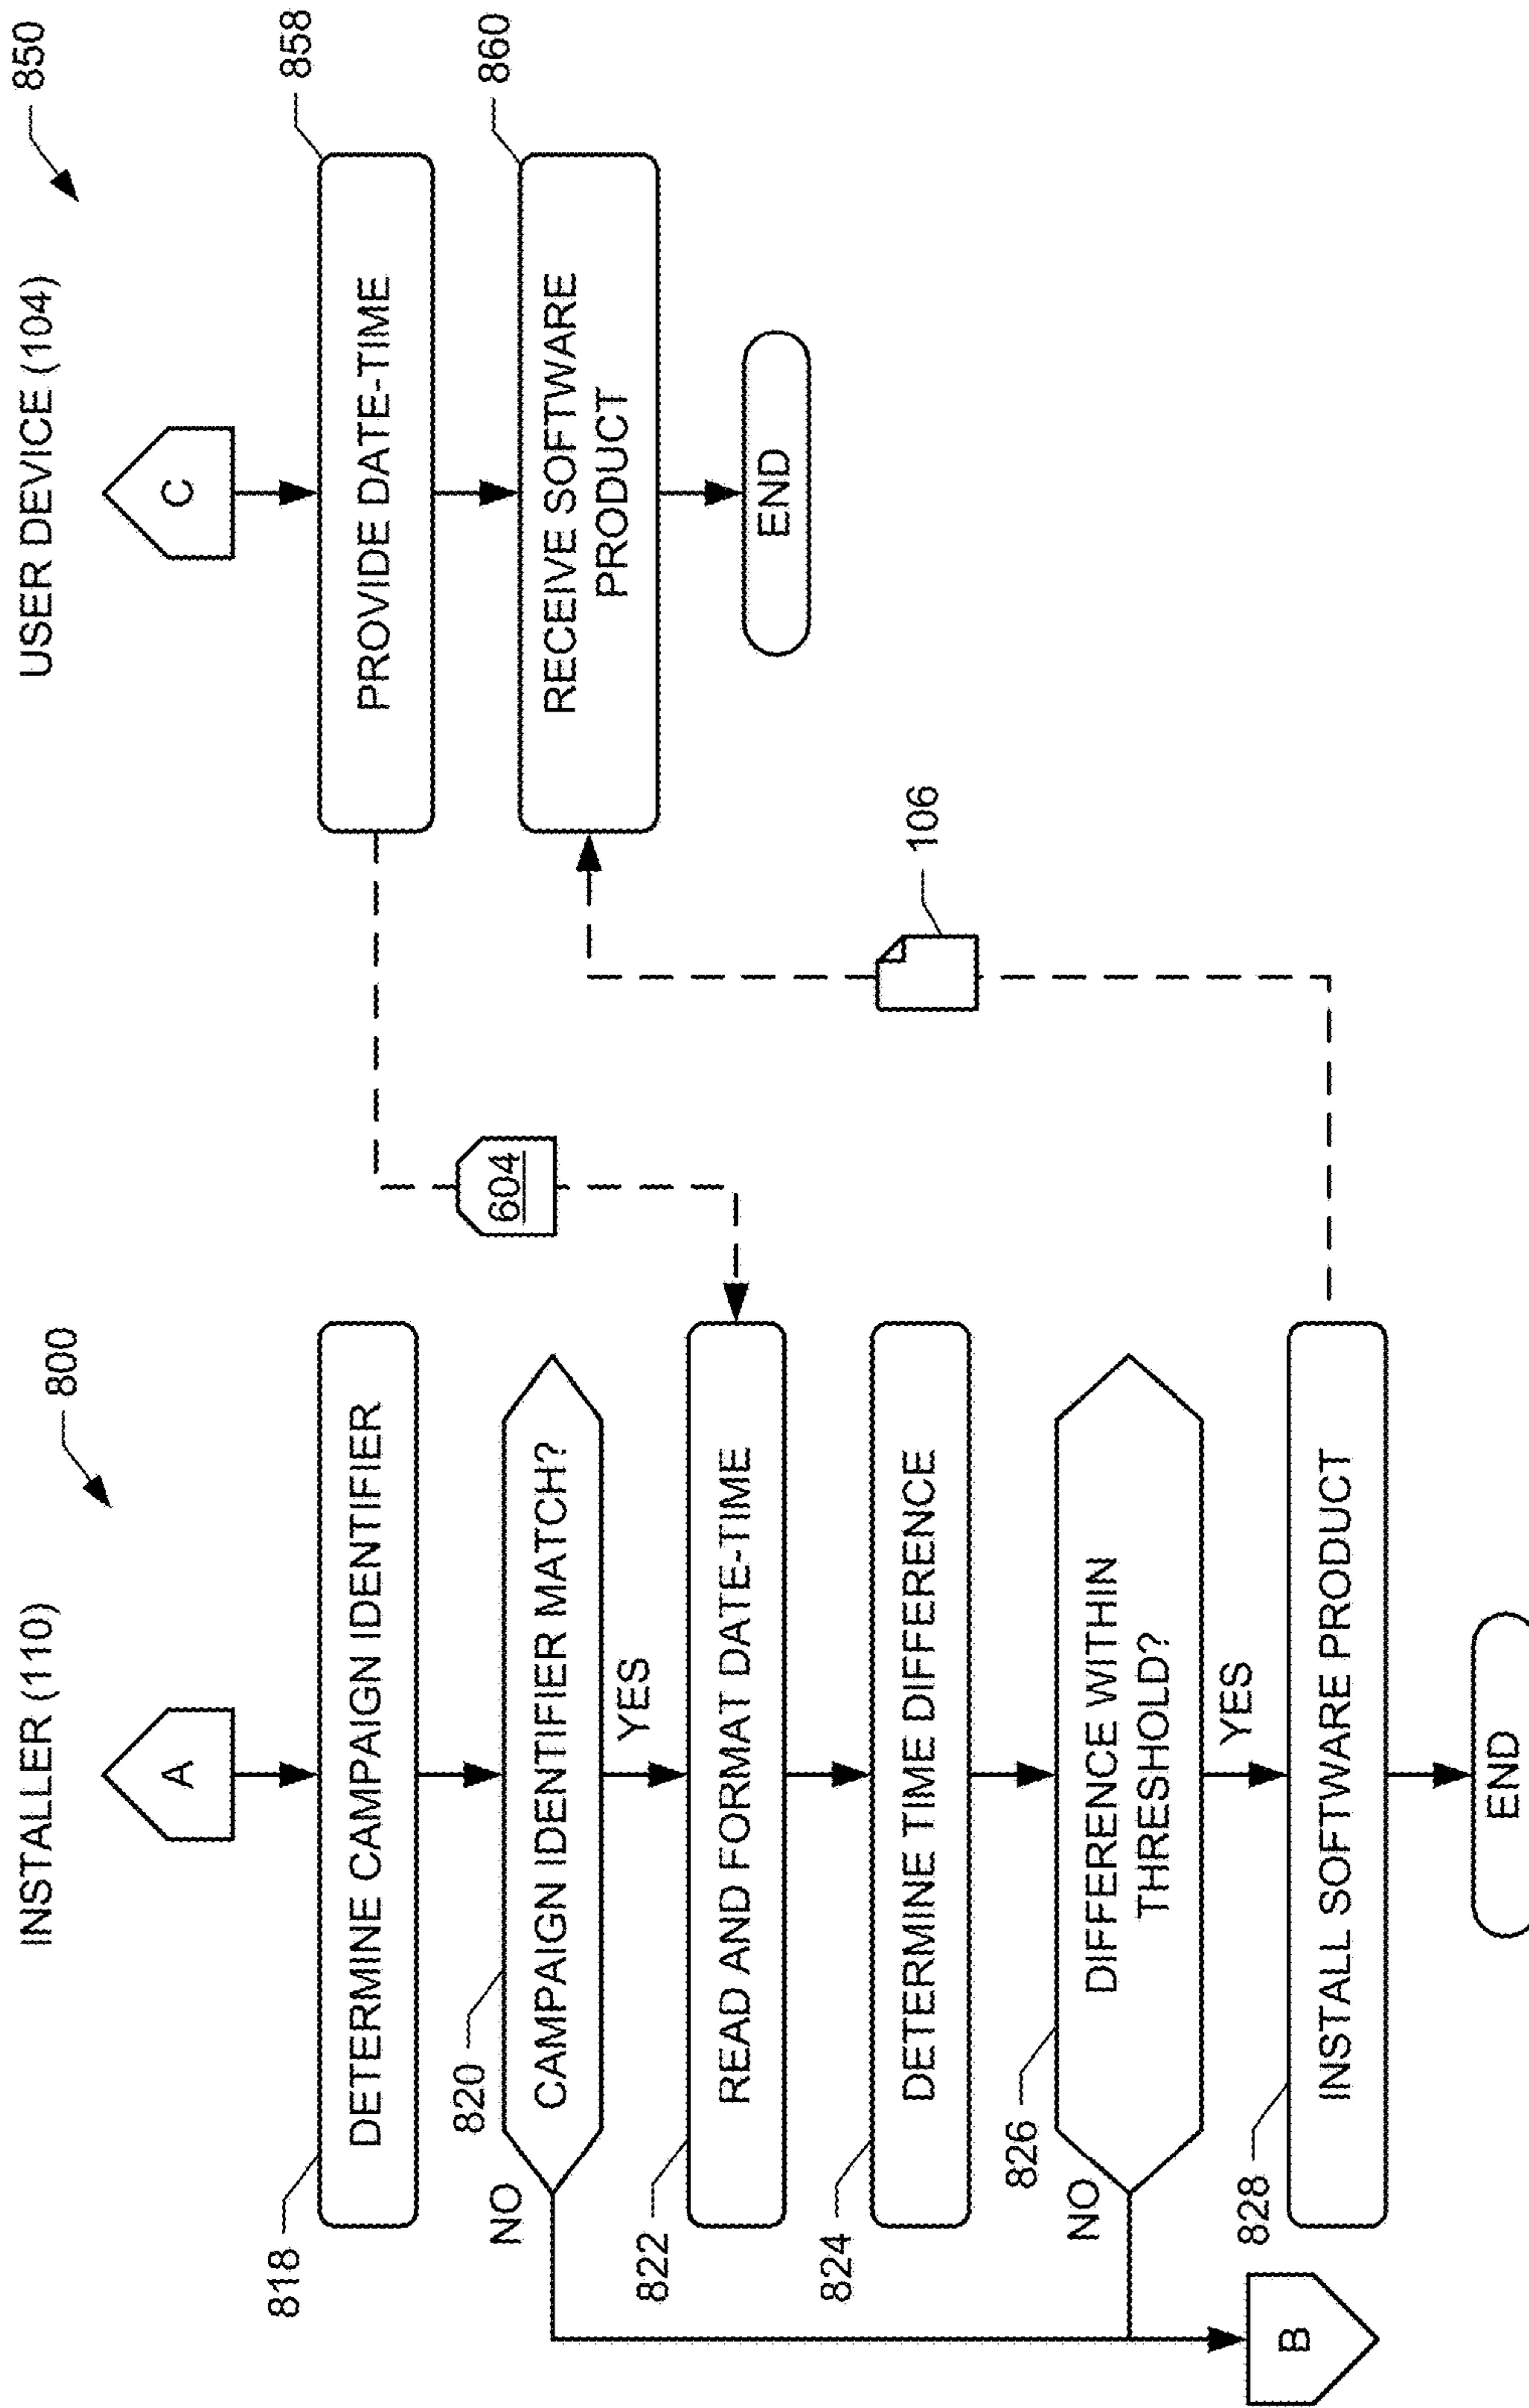 INSTALLER (110)
800
A
818
DETERMINE CAMPAIGN IDENTIFIER
820
CAMPAIGN IDENTIFIER MATCH?
NO
YES
822
READ AND FORMAT DATE-TIME
824
DETERMINE TIME DIFFERENCE
826
DIFFERENCE WITHIN
THRESHOLD?
NO
YES
828
INSTALL SOFTWARE PRODUCT
B
END
USER DEVICE (104)
850
C
858
PROVIDE DATE-TIME
604
860
RECEIVE SOFTWARE
PRODUCT
106
END